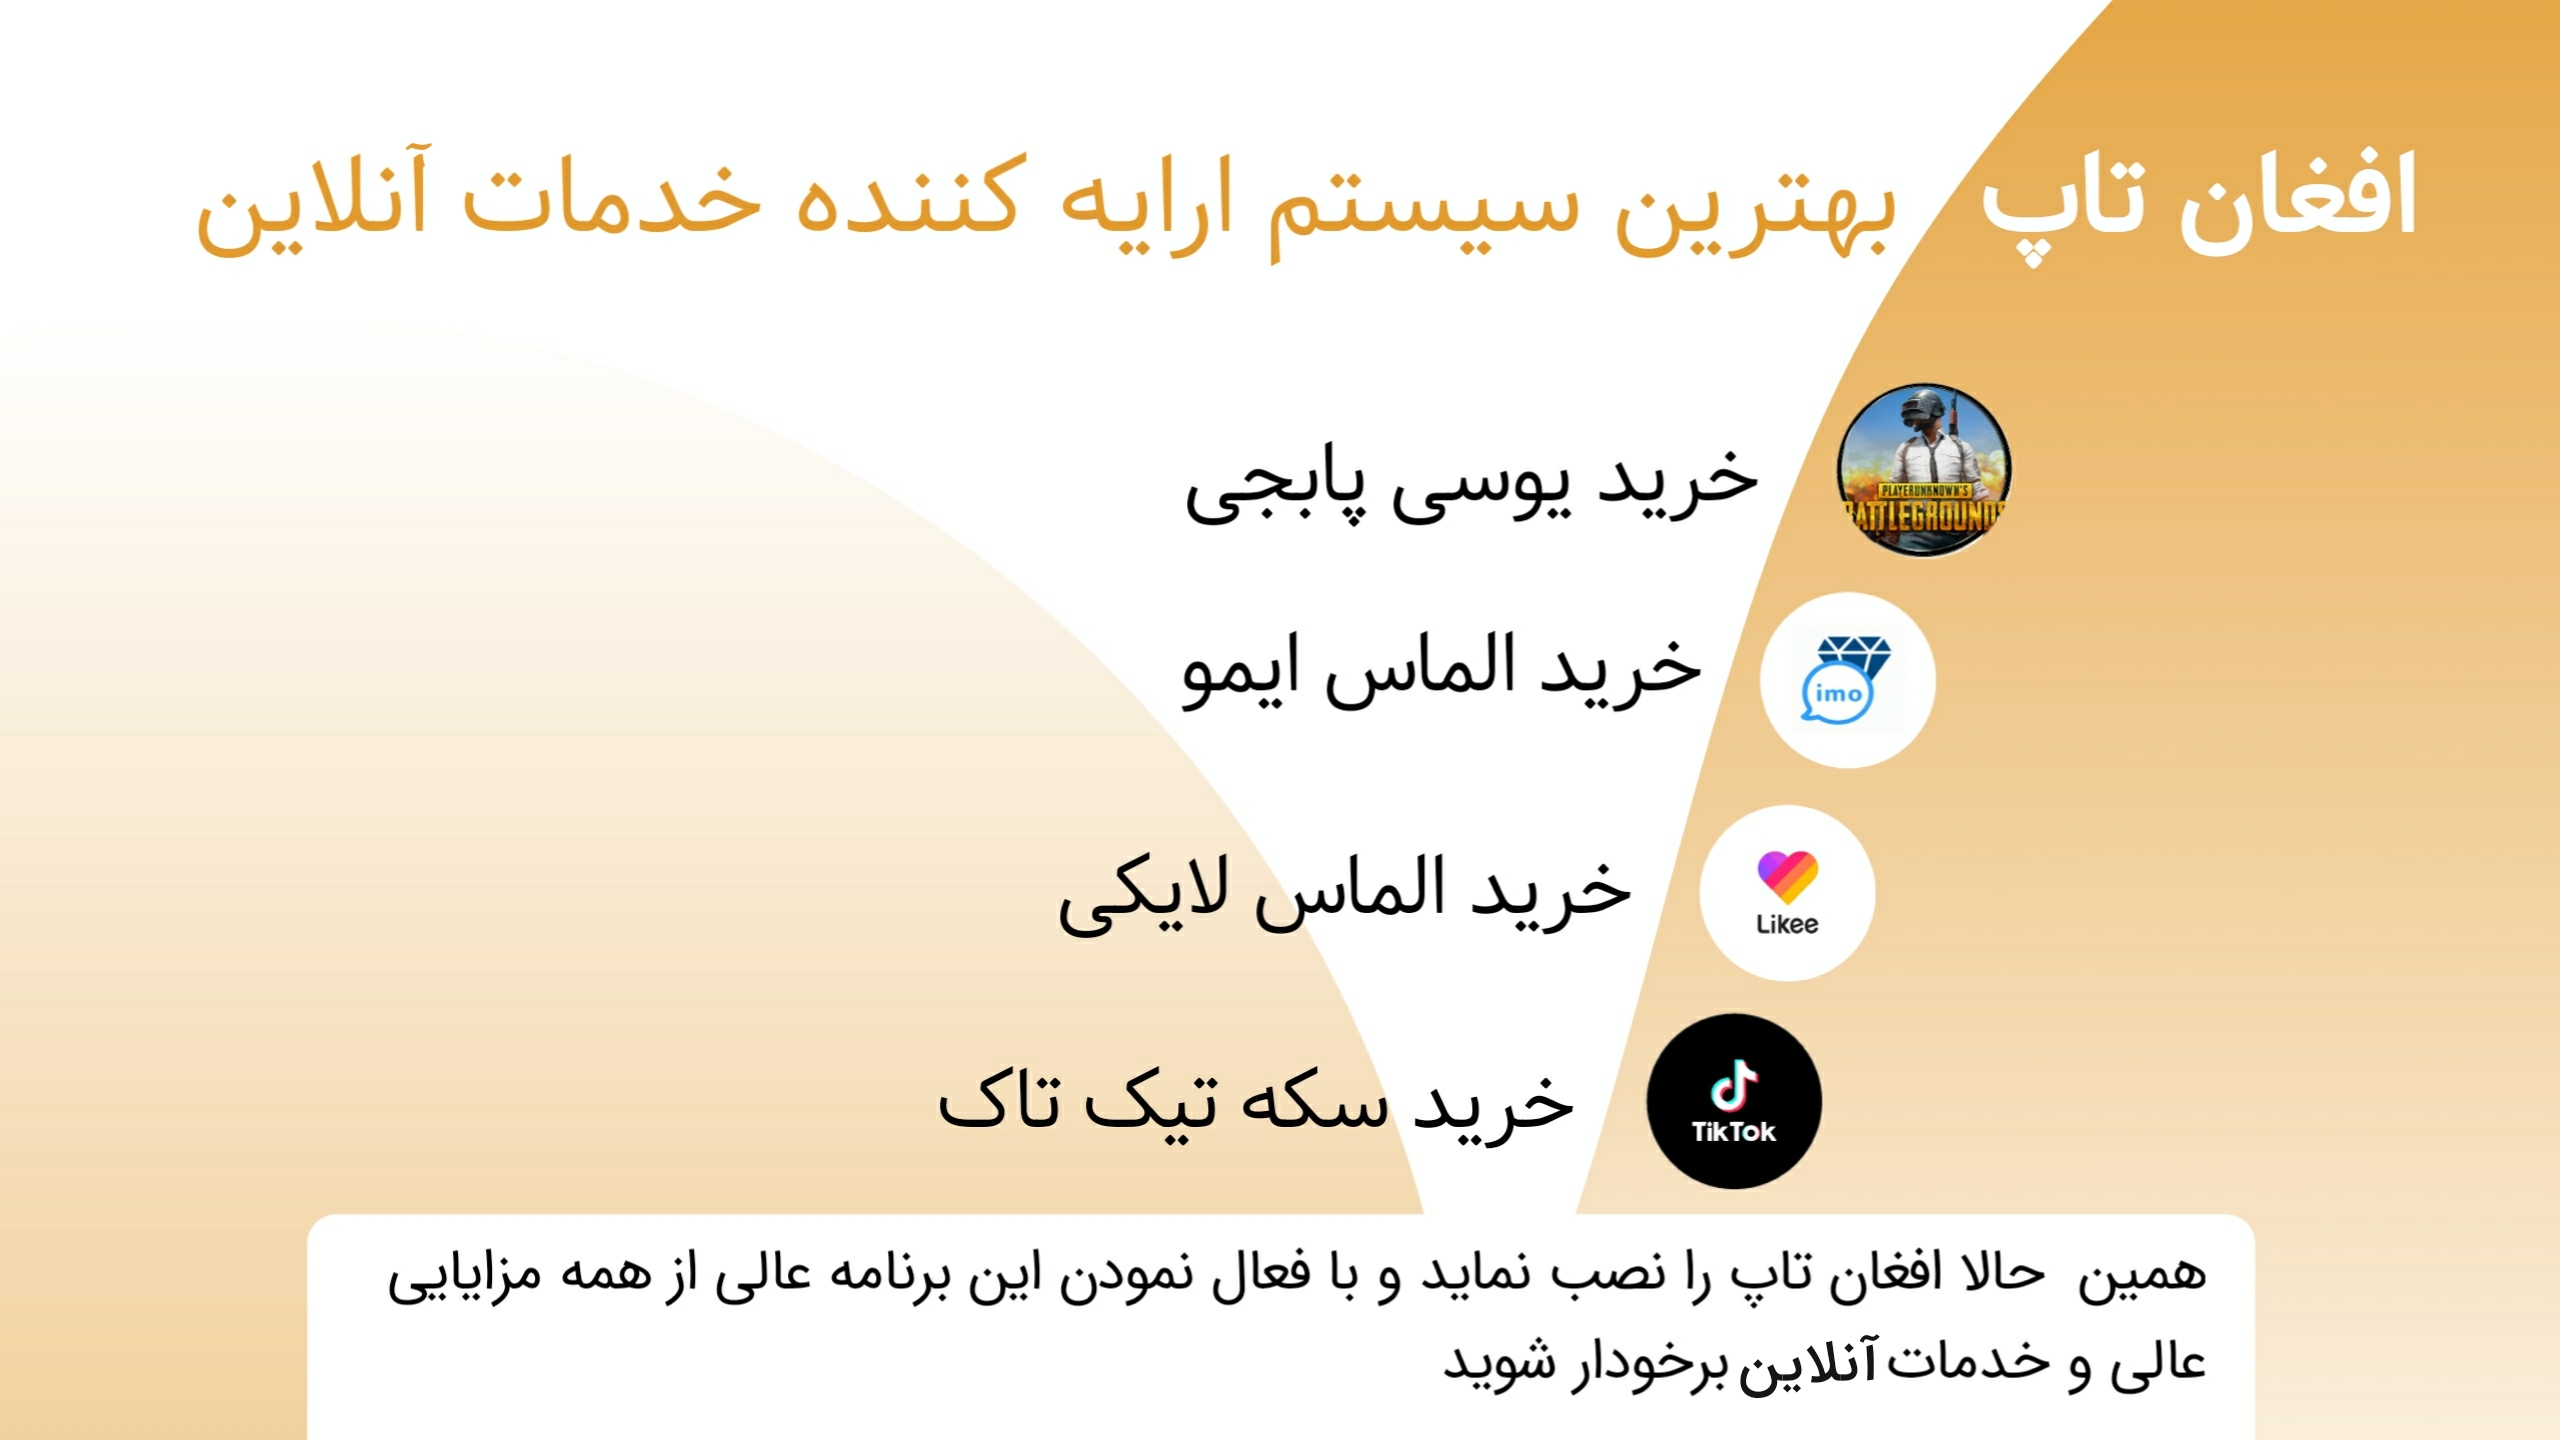 افغان تاپ بهترین سیستم ارایه کننده خدمات آنلاین
خرید یوسی پابجی
PLAYERUNKNOWN'S
BATTLEGROUNDS
خرید الماس ایمو
imo
خرید الماس لایکی
Likee
خرید سکه تیک تاک
TikTok
همین حالا افغان تاپ را نصب نماید و با فعال نمودن این برنامه عالی از همه مزایایی
عالی و خدمات آنلاین برخودار شوید